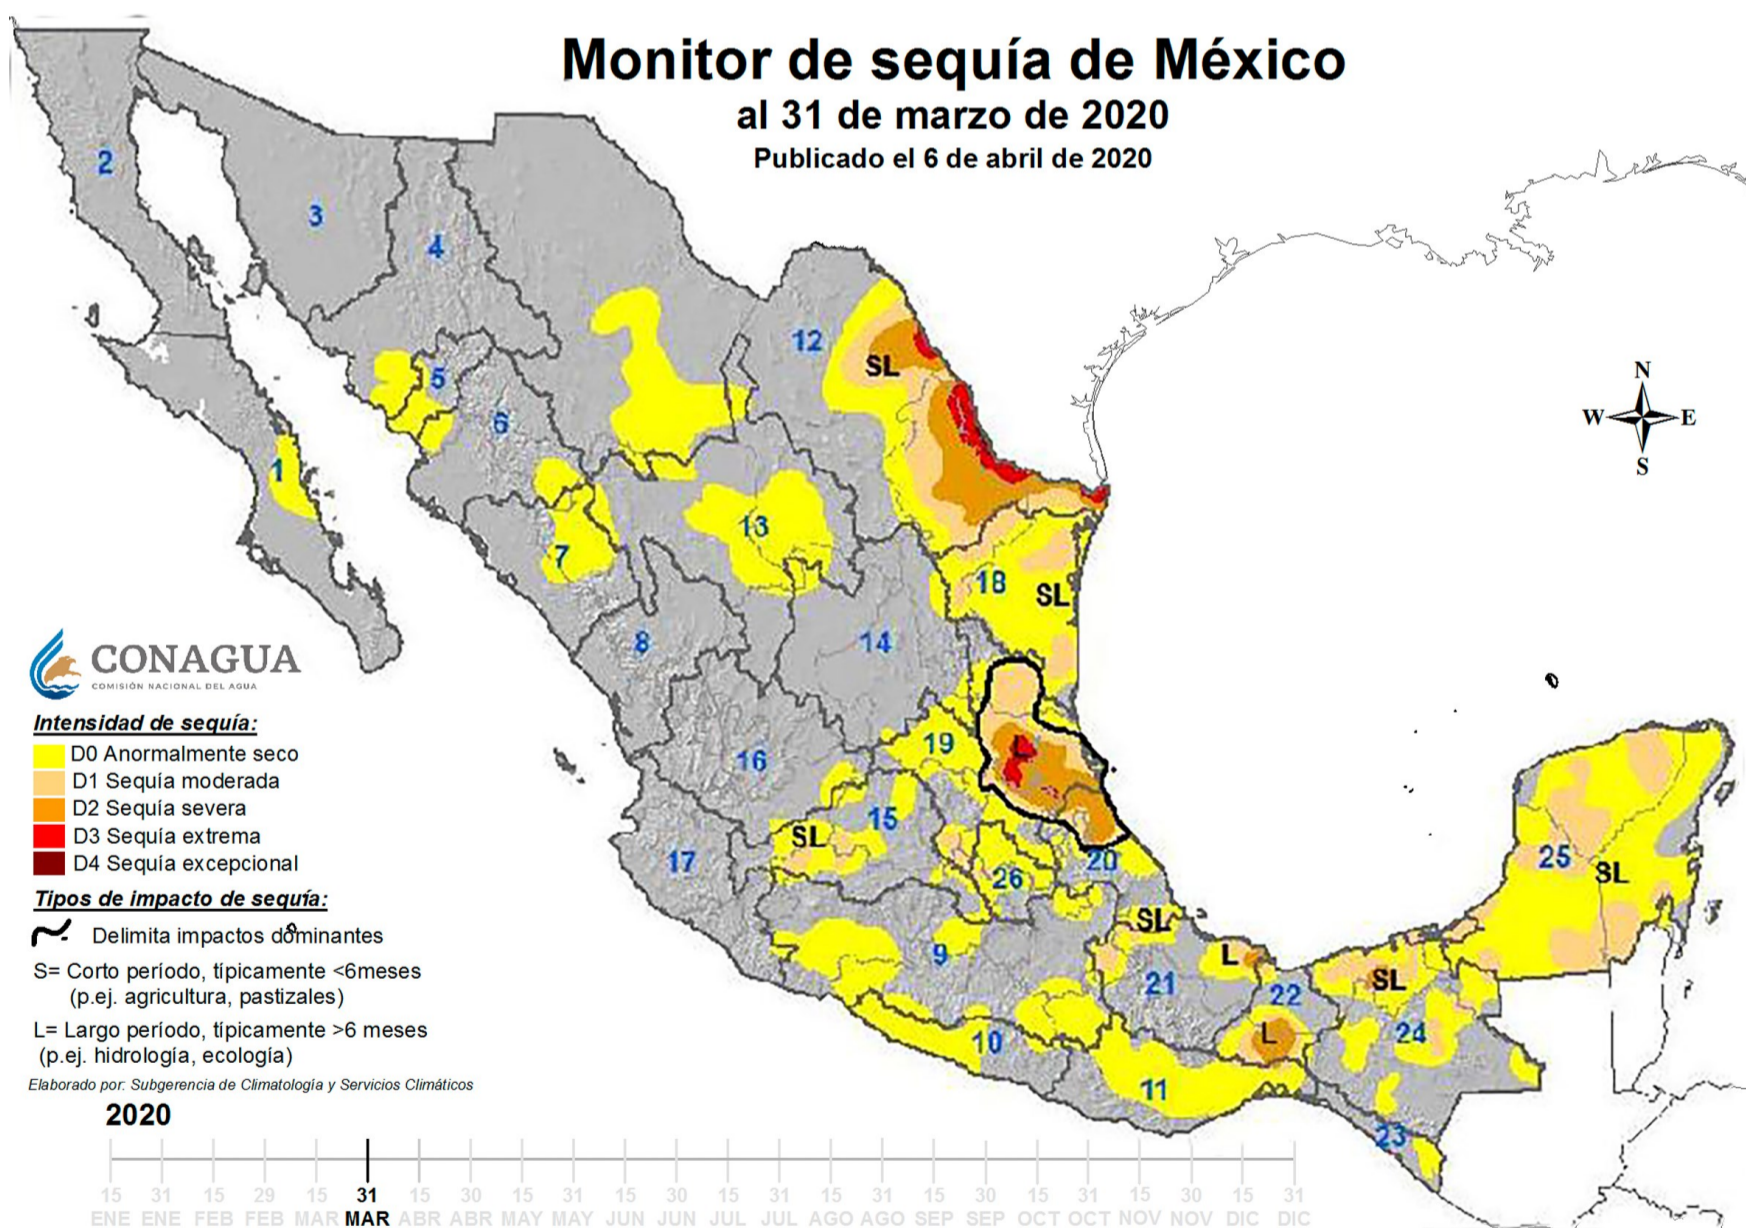 Monitor de sequía de México
al 31 de marzo de 2020
Publicado el 6 de abril de 2020
N
W E
S
2
3
4
12
SL
5
6
1
13
7
18
SL
8
14
L
19
16
15
SL
17
20
26
25
SL
SL
9
L
21
22
SL
L
24
10
11
23
CONAGUA
COMISIÓN NACIONAL DEL AGUA
Intensidad de sequía:
D0 Anormalmente seco
D1 Sequía moderada
D2 Sequía severa
D3 Sequía extrema
D4 Sequía excepcional
Tipos de impacto de sequía:
Delimita impactos dominantes
S= Corto período, típicamente <6meses
(p.ej. agricultura, pastizales)
L= Largo período, típicamente >6 meses
(p.ej. hidrología, ecología)
Elaborado por: Subgerencia de Climatología y Servicios Climáticos
2020
15 31 15 29 15 31 15 30 15 31 15 30 15 31 15 31 15 30 15 31 15 30 15 31
ENE ENE FEB FEB MAR MAR ABR ABR MAY MAY JUN JUN JUL JUL AGO AGO SEP SEP OCT OCT NOV NOV DIC DIC